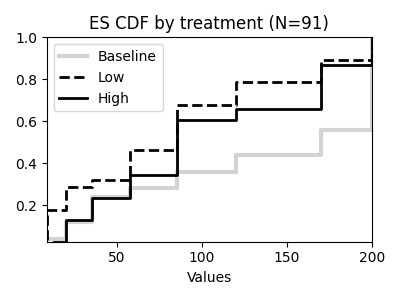 ES CDF by treatment (N=91)
1.0
0.8
0.6
0.4
0.2
Baseline
Low
High
50 100 150 200
Values